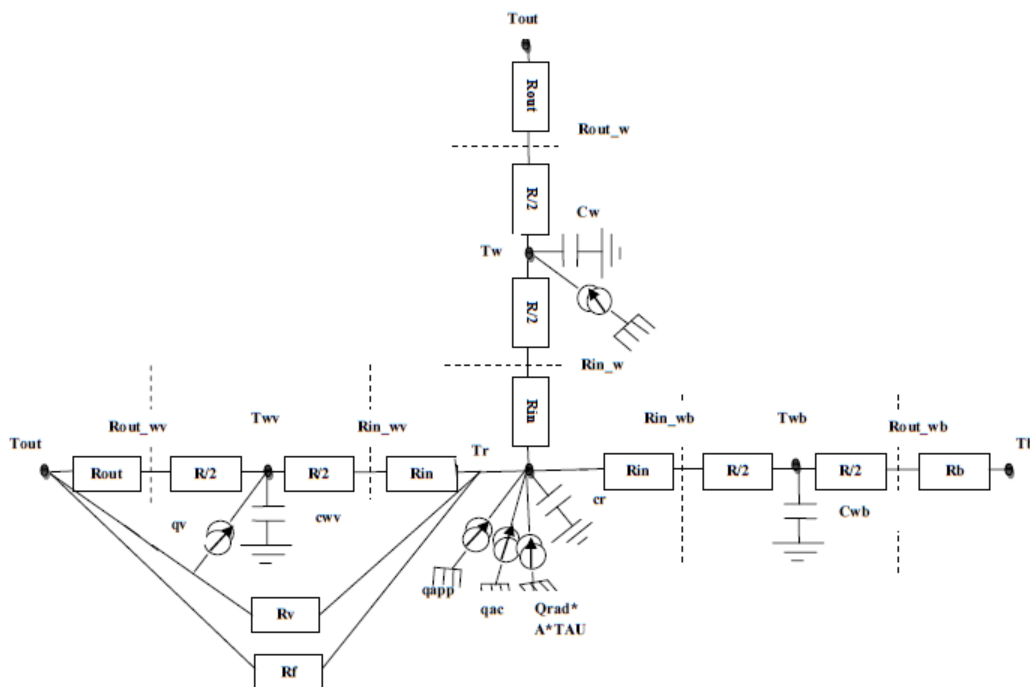 Tout
Rout
Rout_w
R/2
Cw
Tw
R/2
Rin_w
Rin
Rout_wv
Twv
Rin_wv
Tr
Rin_wb
Twb
Rout_wb
Tout
Rout
R/2
R/2
Rin
Rin
R/2
R/2
Rb
cr
qv
cwv
Cwb
qapp
qac
Qrad*
A*TAU
Rv
Rf